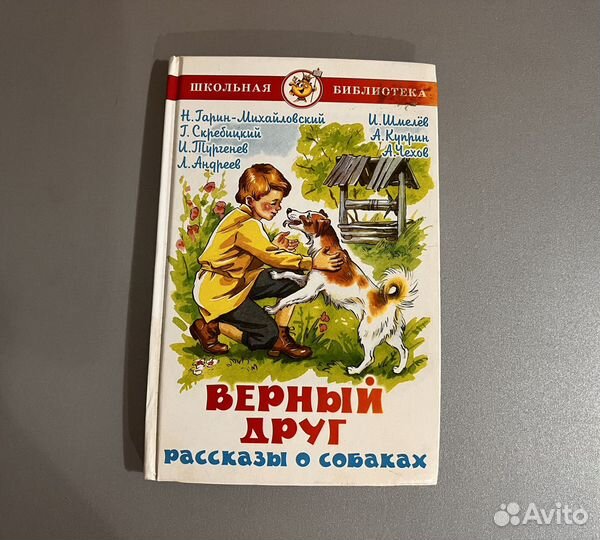 ШКОЛЬНАЯ БИБЛИОТЕКА
Н. Гарин-Михайловский
Г. Скребицкий
И. Тургенев
Л. Андреев
И. Шмелёв
А. Куприн
А. Чехов
ВЕРНЫЙ
ДРУГ
РАССКАЗЫ О СОБАКАХ
Avito